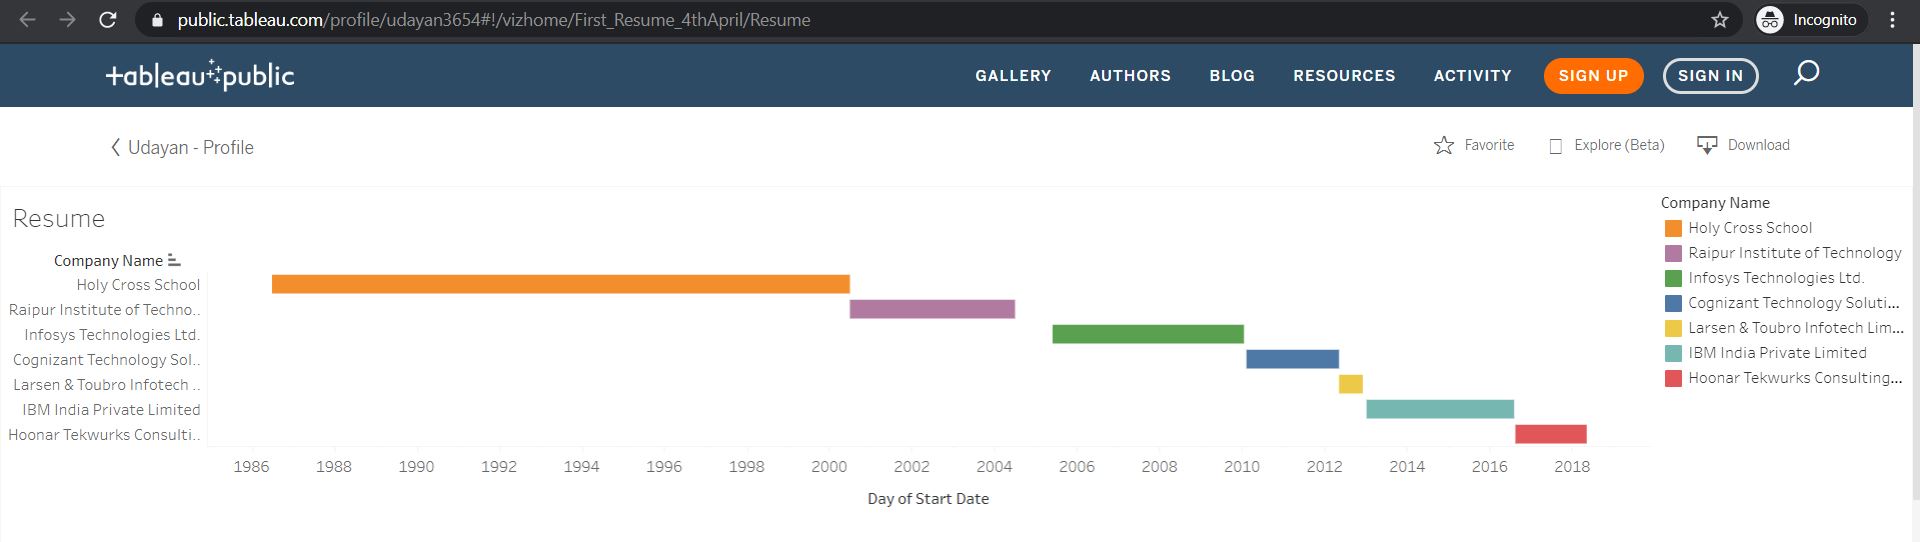 public.tableau.com/profile/udayan3654#!/vizhome/First_Resume_4thApril/Resume
Incognito
tableau public
GALLERY AUTHORS BLOG RESOURCES ACTIVITY SIGN UP SIGN IN
Udayan - Profile
Favorite Explore (Beta) Download
Resume
Company Name
Holy Cross School
Raipur Institute of Techno..
Infosys Technologies Ltd.
Cognizant Technology Sol..
Larsen & Toubro Infotech ..
IBM India Private Limited
Hoonar Tekwurks Consulti..
1986 1988 1990 1992 1994 1996 1998 2000 2002 2004 2006 2008 2010 2012 2014 2016 2018
Day of Start Date
Company Name
Holy Cross School
Raipur Institute of Technology
Infosys Technologies Ltd.
Cognizant Technology Soluti...
Larsen & Toubro Infotech Lim...
IBM India Private Limited
Hoonar Tekwurks Consulting...